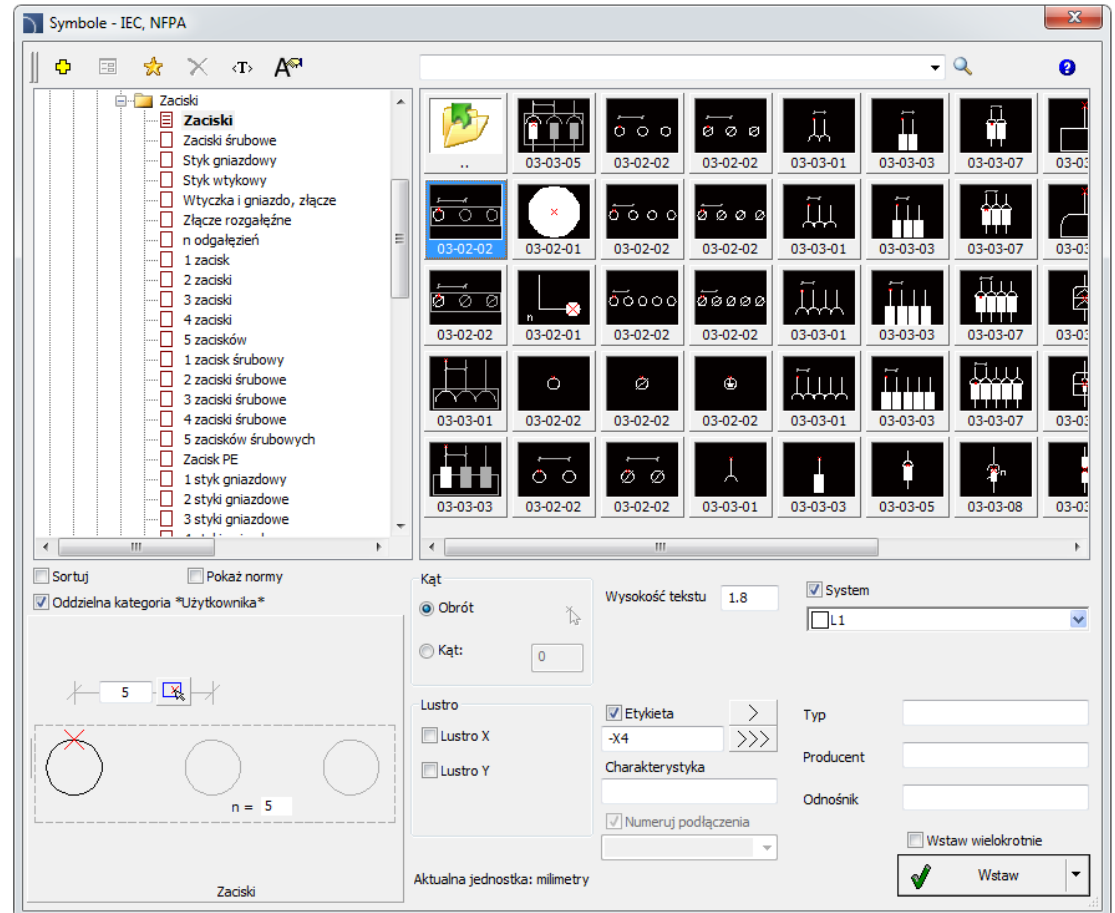 Symbole - IEC, NFPA
<T>
A
?
Zaciski
Zaciski
Zaciski śrubowe
Styk gniazdowy
Styk wtykowy
Wtyczka i gniazdo, złącze
Złącze rozgałęźne
n odgałęzień
1 zacisk
2 zaciski
3 zaciski
4 zaciski
5 zacisków
1 zacisk śrubowy
2 zaciski śrubowe
3 zaciski śrubowe
4 zaciski śrubowe
5 zacisków śrubowych
Zacisk PE
1 styk gniazdowy
2 styki gniazdowe
3 styki gniazdowe
.. 03-03-05 03-02-02 03-02-02 03-03-01 03-03-03 03-03-07
03-02-02 03-02-01 03-02-02 03-02-02 03-03-01 03-03-03 03-03-07
n
n
03-02-02 03-02-01 03-02-02 03-02-02 03-03-01 03-03-03 03-03-07
03-03-01 03-02-02 03-02-02 03-02-02 03-03-01 03-03-03 03-03-07
03-03-03 03-02-02 03-02-02 03-03-01 03-03-03 03-03-05 03-03-08
Sortuj Pokaż normy
Oddzielna kategoria *Użytkownika*
5
n = 5
Zaciski
Kąt
Obrót
Kąt: 0
Wysokość tekstu 1.8
System
L1
Lustro
Lustro X
Lustro Y
Etykieta >
-X4 >>>
Charakterystyka
Numeruj podłączenia
Typ
Producent
Odnośnik
Wstaw wielokrotnie
Wstaw
Aktualna jednostka: milimetry